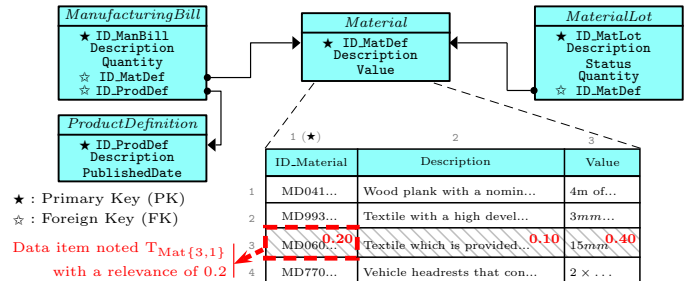 ManufacturingBill
★ ID_ManBill
Description
Quantity
☆ ID_MatDef
☆ ID_ProdDef
Material
★ ID_MatDef
Description
Value
MaterialLot
★ ID_MatLot
Description
Status
Quantity
☆ ID_MatDef
ProductDefinition
★ ID_ProdDef
Description
PublishedDate
★ : Primary Key (PK)
☆ : Foreign Key (FK)
Data item noted T_Mat{3,1}
with a relevance of 0.2
1 (★) 2 3
ID_Material Description Value
1 MD041... Wood plank with a nomin... 4m of...
2 MD993... Textile with a high devel... 3mm...
0.20 0.10 0.40
3 MD060... Textile which is provided... 15mm
4 MD770... Vehicle headrests that con... 2 × ...